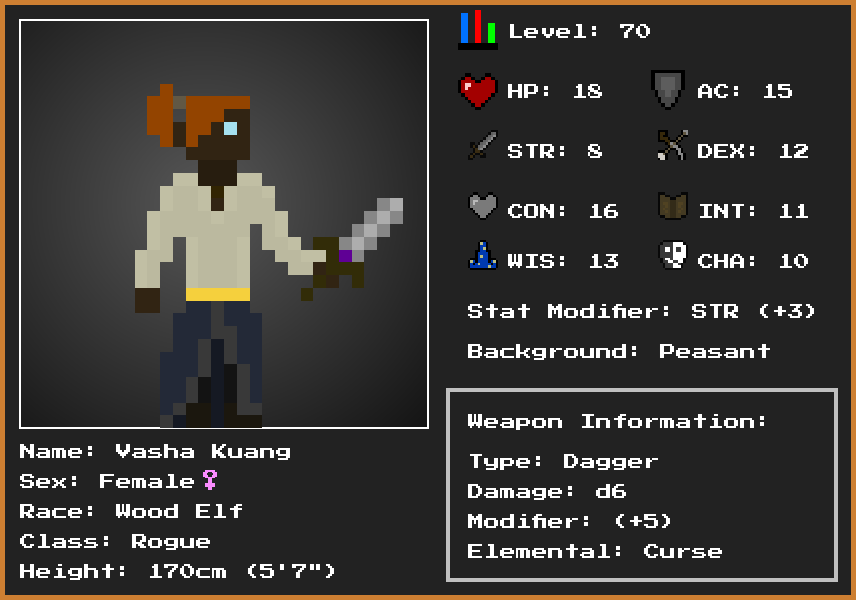 Level: 70
HP: 18
AC: 15
STR: 8
DEX: 12
CON: 16
INT: 11
WIS: 13
CHA: 10
Stat Modifier: STR (+3)
Background: Peasant
Weapon Information:
Type: Dagger
Damage: d6
Modifier: (+5)
Elemental: Curse
Name: Vasha Kuang
Sex: Female♀
Race: Wood Elf
Class: Rogue
Height: 170cm (5'7")